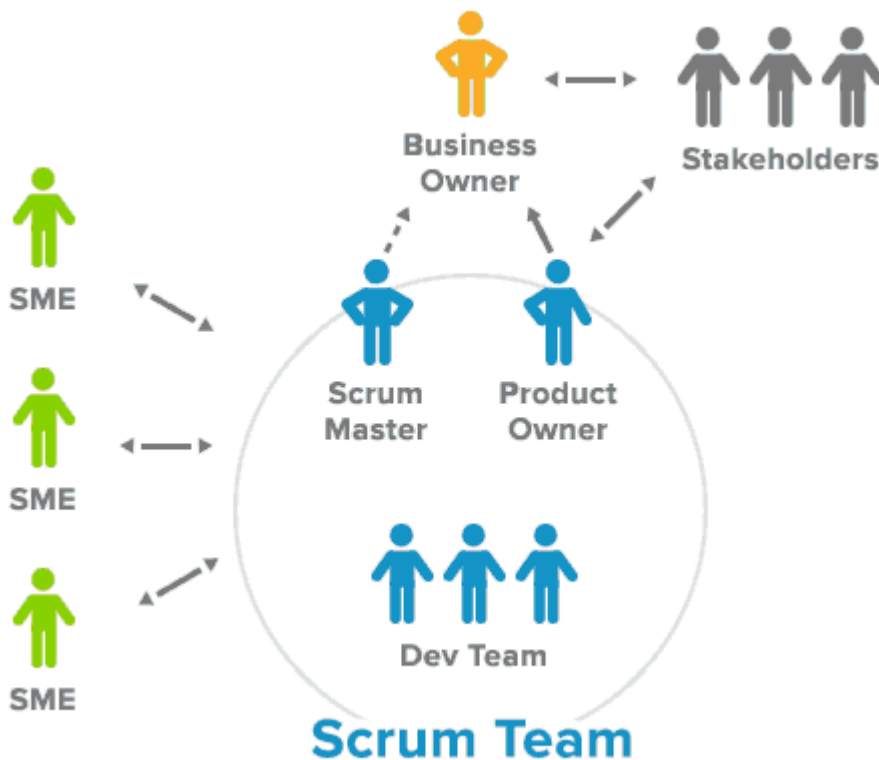 Business
Owner
Stakeholders
SME
Scrum
Master
Product
Owner
SME
Dev Team
SME
Scrum Team